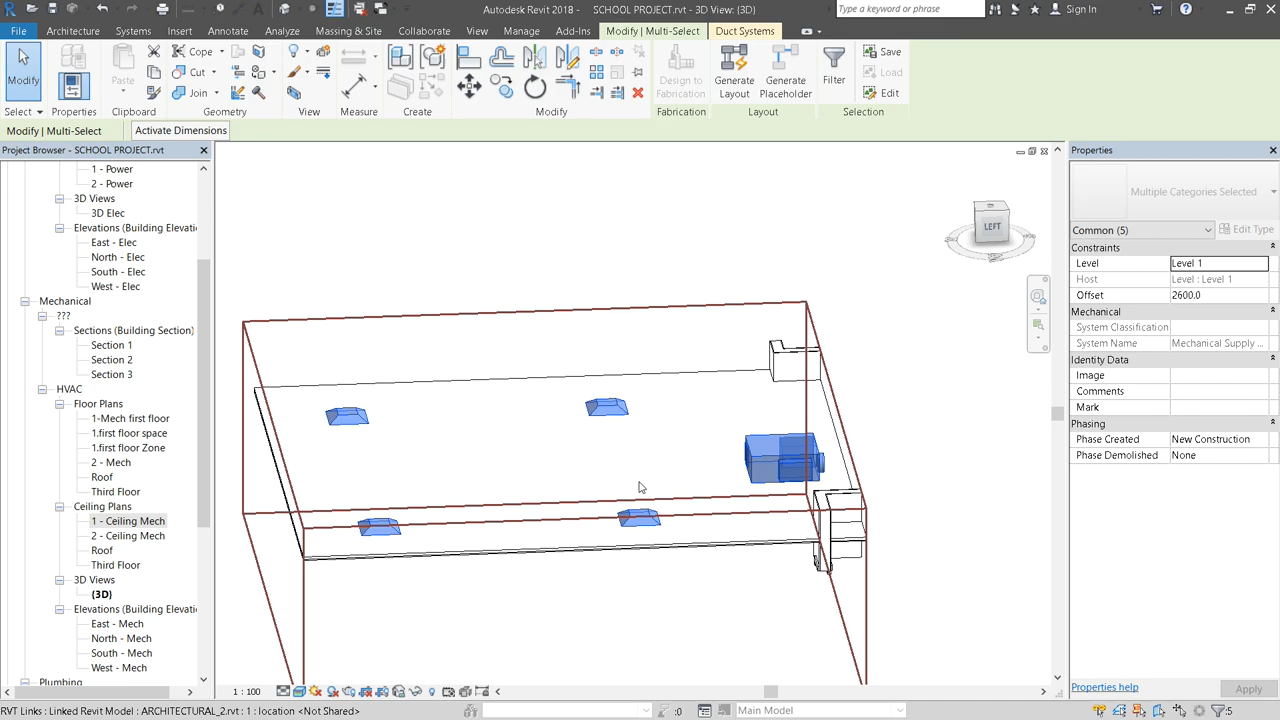 Autodesk Revit 2018 - SCHOOL PROJECT.rvt - 3D View: {3D}
Type a keyword or phrase
Sign In
File
Architecture
Systems
Insert
Annotate
Analyze
Massing & Site
Collaborate
View
Manage
Add-Ins
Modify | Multi-Select
Duct Systems
Modify
Paste
Cope
Cut
Join
Design to
Fabrication
Generate
Layout
Generate
Placeholder
Filter
Save
Load
Edit
Select
Properties
Clipboard
Geometry
View
Measure
Create
Modify
Fabrication
Layout
Selection
Modify | Multi-Select
Activate Dimensions
Project Browser - SCHOOL PROJECT.rvt
1 - Power
2 - Power
3D Views
3D Elec
Elevations (Building Elevati
East - Elec
North - Elec
South - Elec
West - Elec
Mechanical
???
Sections (Building Section)
Section 1
Section 2
Section 3
HVAC
Floor Plans
1-Mech first floor
1.first floor space
1.first floor Zone
2 - Mech
Roof
Third Floor
Ceiling Plans
1 - Ceiling Mech
2 - Ceiling Mech
Roof
Third Floor
3D Views
{3D}
Elevations (Building Elevati
East - Mech
North - Mech
South - Mech
West - Mech
Plumbing
LEFT
Properties
Multiple Categories Selected
Common (5)
Edit Type
Constraints
Level
Level 1
Host
Level : Level 1
Offset
2600.0
Mechanical
System Classification
System Name
Mechanical Supply ...
Identity Data
Image
Comments
Mark
Phasing
Phase Created
New Construction
Phase Demolished
None
Properties help
Apply
1 : 100
RVT Links : Linked Revit Model : ARCHITECTURAL_2.rvt : 1 : location <Not Shared>
:0
Main Model
:5